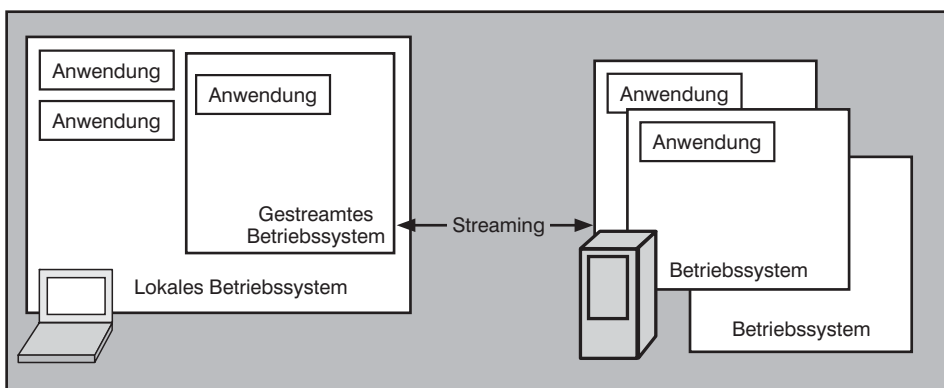 Anwendung
Anwendung
Anwendung
Gestreamtes
Betriebssystem
Lokales Betriebssystem
Streaming
Anwendung
Anwendung
Betriebssystem
Betriebssystem